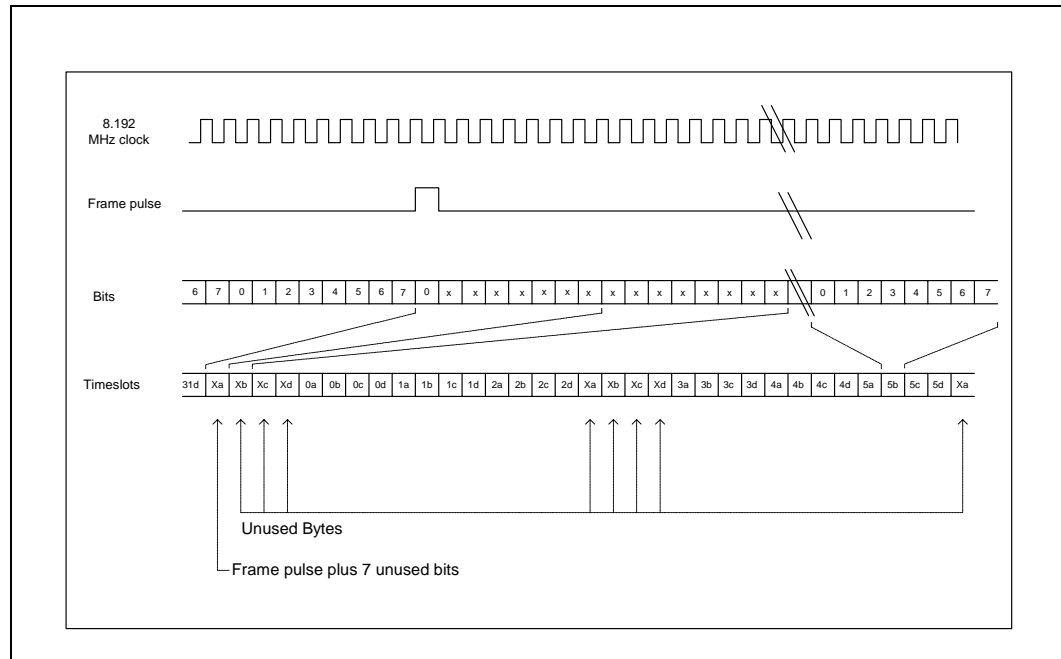 8.192
MHz clock
Frame pulse
Bits
6 7 0 1 2 3 4 5 6 7 0 x x x x x x x x x x x x x x x 0 1 2 3 4 5 6 7
Timeslots
31d Xa Xb Xc Xd 0a 0b 0c 0d 1a 1b 1c 1d 2a 2b 2c 2d Xa Xb Xc Xd 3a 3b 3c 3d 4a 4b 4c 4d 5a 5b 5c 5d Xa
Unused Bytes
Frame pulse plus 7 unused bits